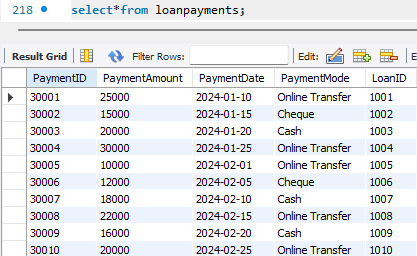 218 select*from loanpayments;
Result Grid Filter Rows: Edit:
PaymentID PaymentAmount PaymentDate PaymentMode LoanID
30001 25000 2024-01-10 Online Transfer 1001
30002 15000 2024-01-15 Cheque 1002
30003 20000 2024-01-20 Cash 1003
30004 30000 2024-01-25 Online Transfer 1004
30005 10000 2024-02-01 Online Transfer 1005
30006 12000 2024-02-05 Cheque 1006
30007 18000 2024-02-10 Cash 1007
30008 22000 2024-02-15 Online Transfer 1008
30009 16000 2024-02-20 Cash 1009
30010 20000 2024-02-25 Online Transfer 1010